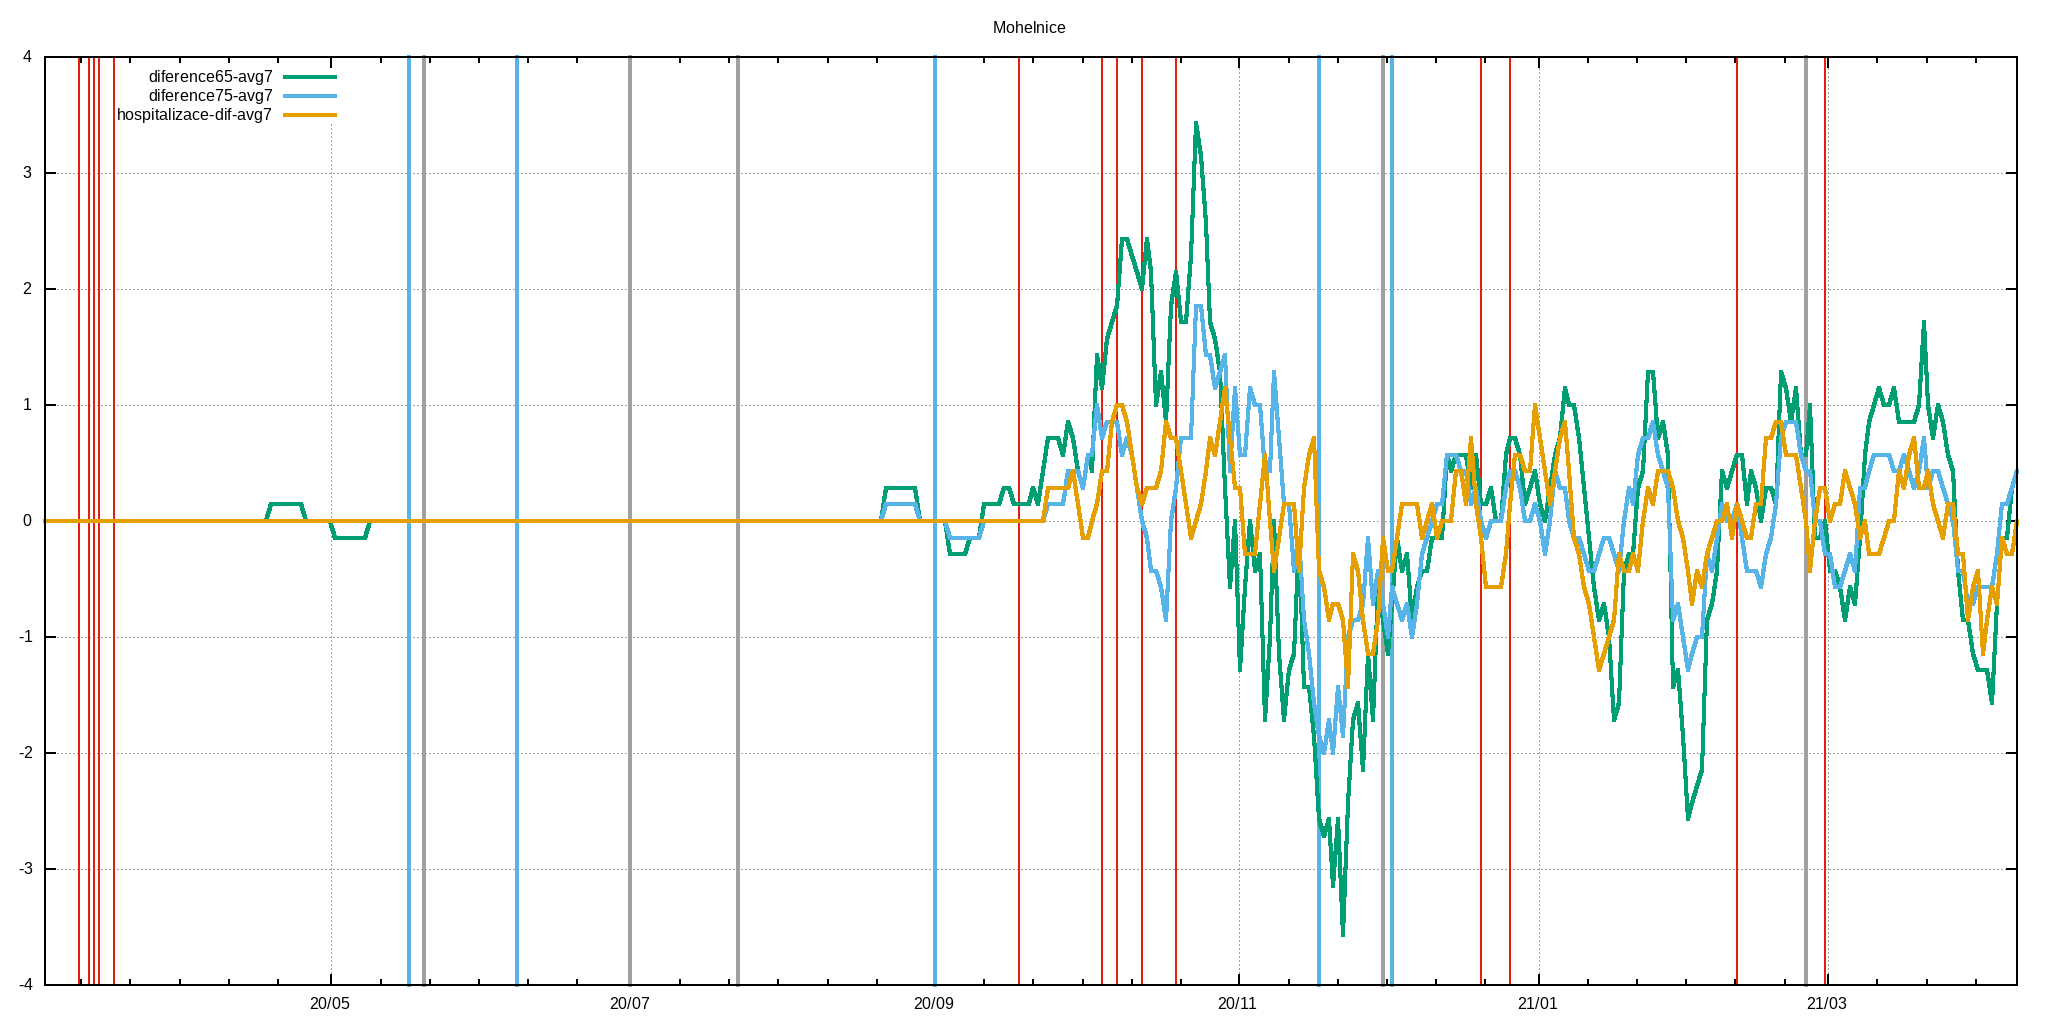 Mohelnice
4
diference65-avg7
diference75-avg7
hospitalizace-dif-avg7
3
2
1
0
-1
-2
-3
-4
20/05 20/07 20/09 20/11 21/01 21/03